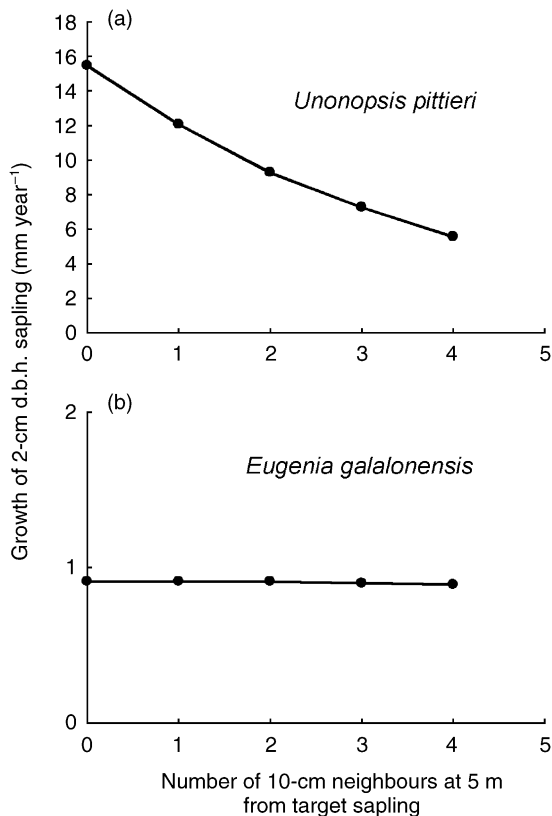 (a)
Unonopsis pittieri
18
16
14
12
10
8
6
4
2
0
0 1 2 3 4 5
Growth of 2-cm d.b.h. sapling (mm year⁻¹)
(b)
Eugenia galalonensis
2
1
0
0 1 2 3 4 5
Number of 10-cm neighbours at 5 m
from target sapling